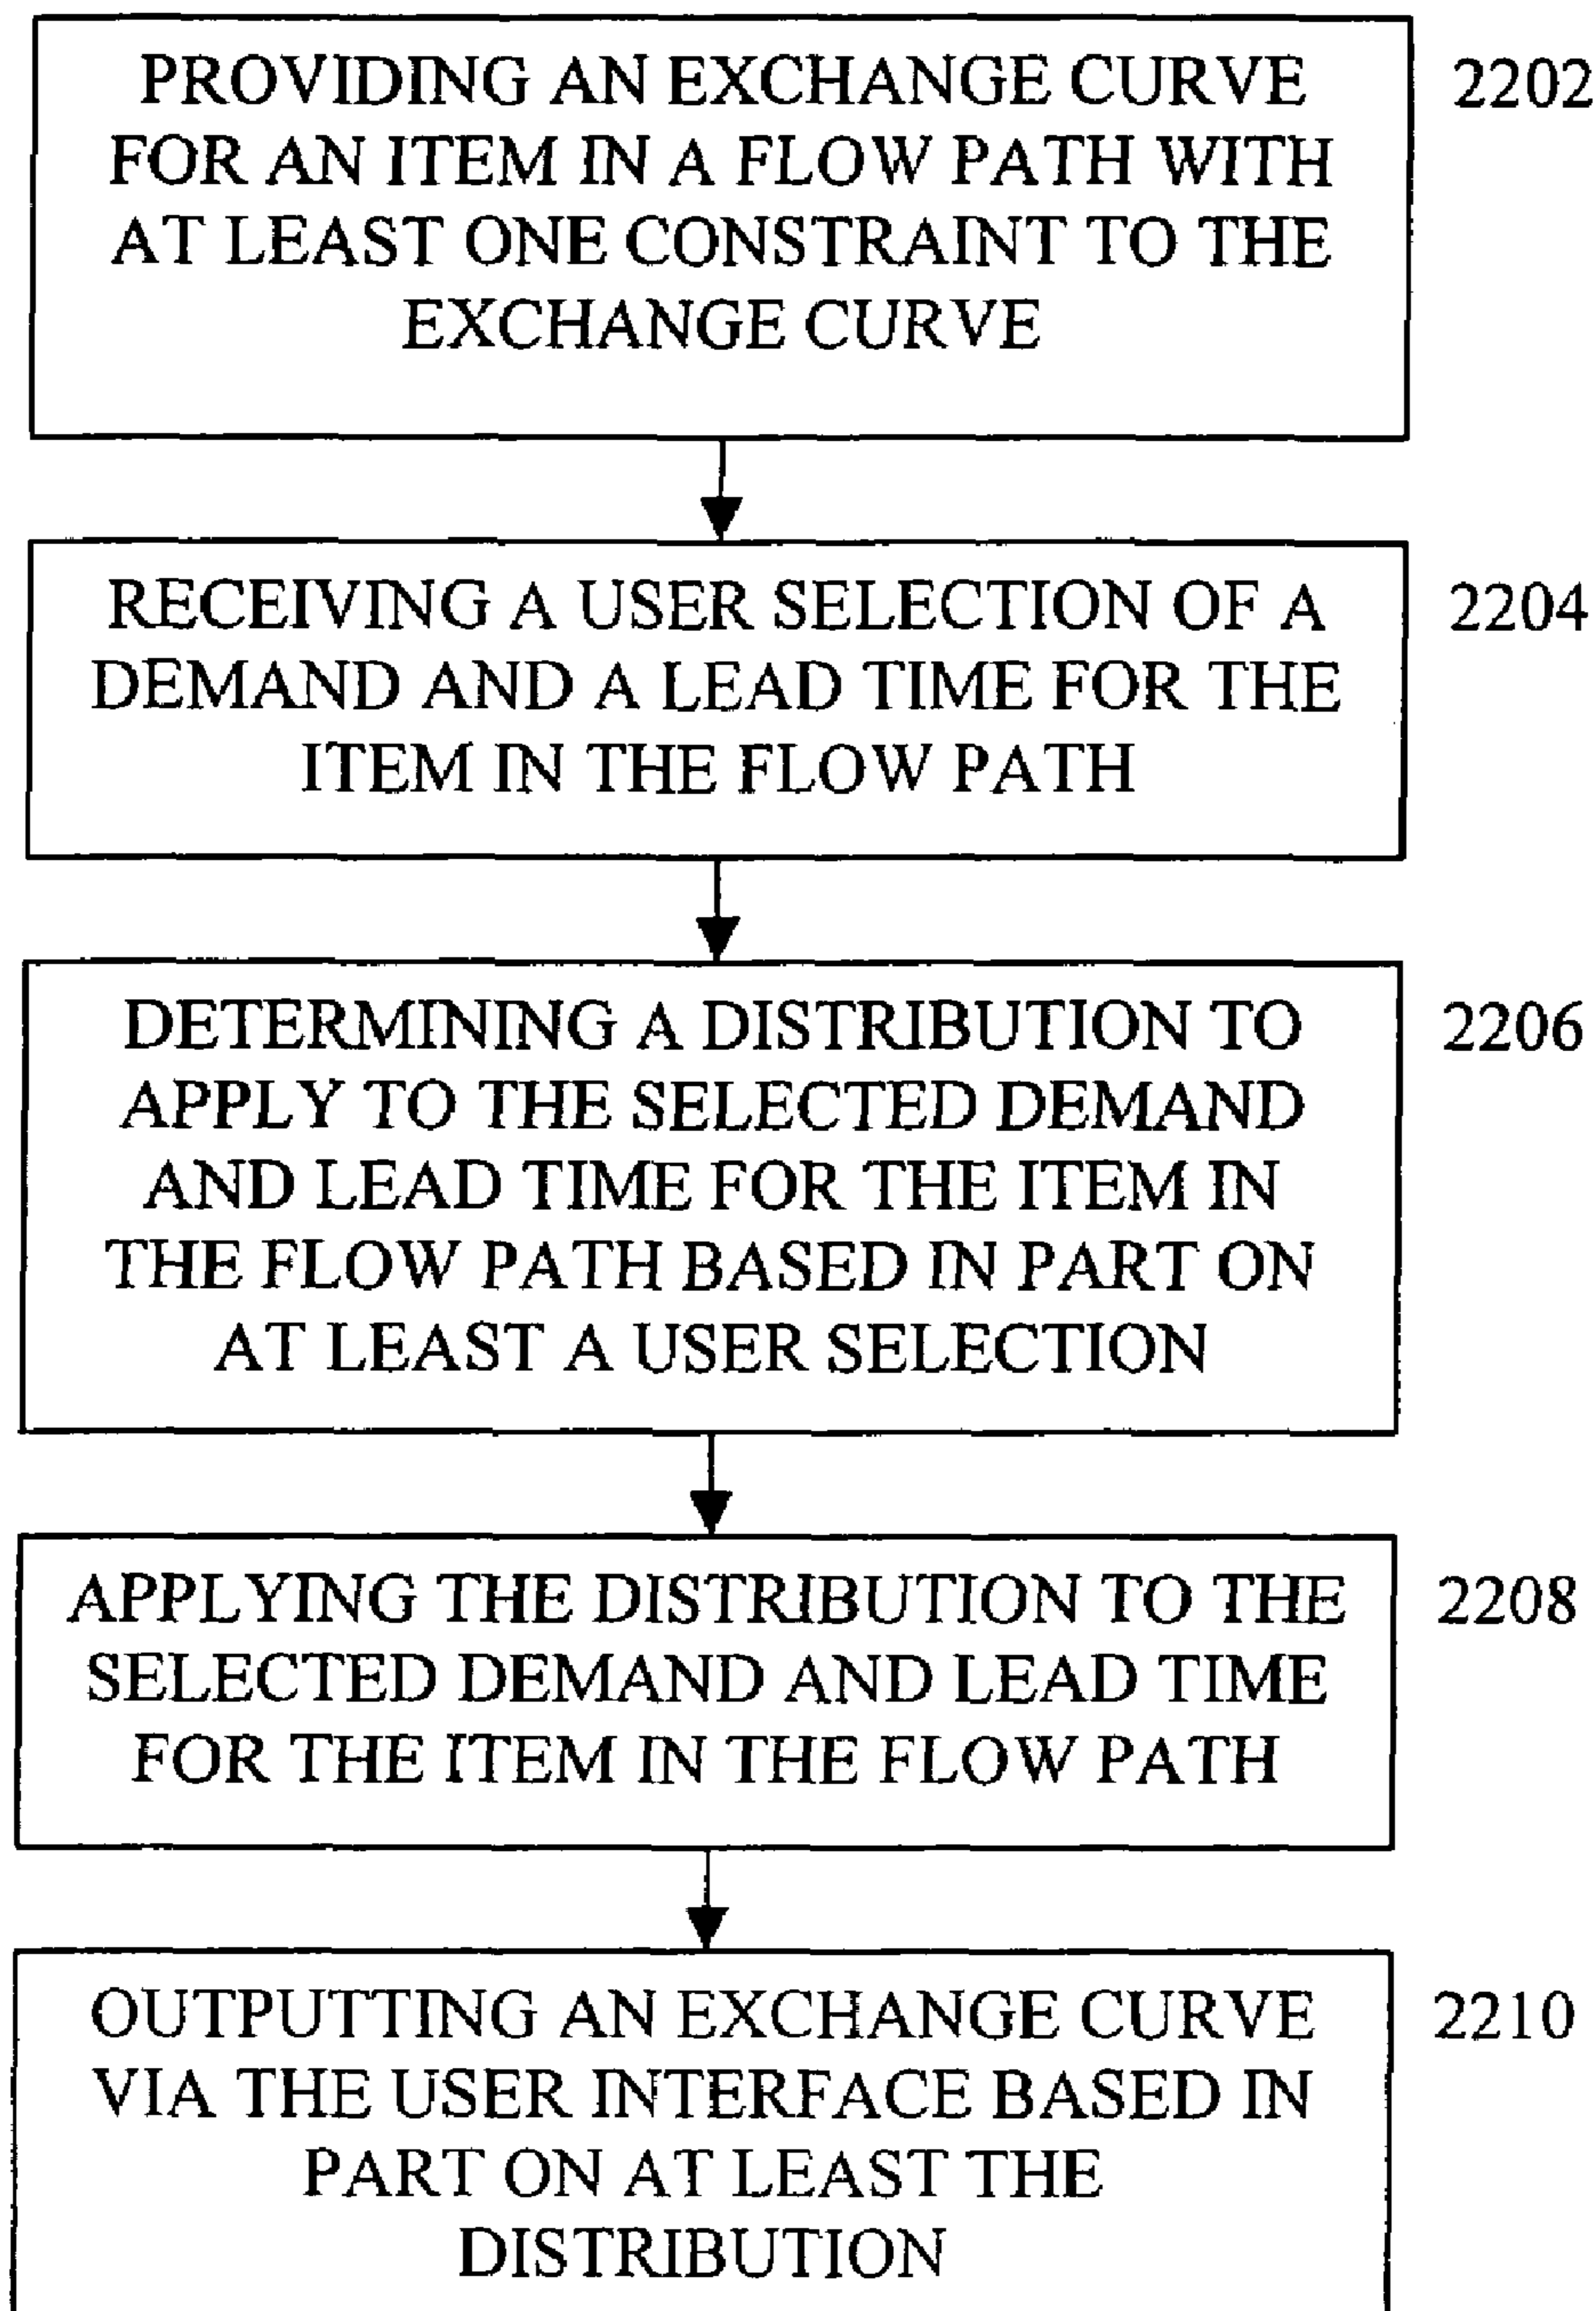 PROVIDING AN EXCHANGE CURVE
FOR AN ITEM IN A FLOW PATH WITH
AT LEAST ONE CONSTRAINT TO THE
EXCHANGE CURVE
2202
RECEIVING A USER SELECTION OF A
DEMAND AND A LEAD TIME FOR THE
ITEM IN THE FLOW PATH
2204
DETERMINING A DISTRIBUTION TO
APPLY TO THE SELECTED DEMAND
AND LEAD TIME FOR THE ITEM IN
THE FLOW PATH BASED IN PART ON
AT LEAST A USER SELECTION
2206
APPLYING THE DISTRIBUTION TO THE
SELECTED DEMAND AND LEAD TIME
FOR THE ITEM IN THE FLOW PATH
2208
OUTPUTTING AN EXCHANGE CURVE
VIA THE USER INTERFACE BASED IN
PART ON AT LEAST THE
DISTRIBUTION
2210